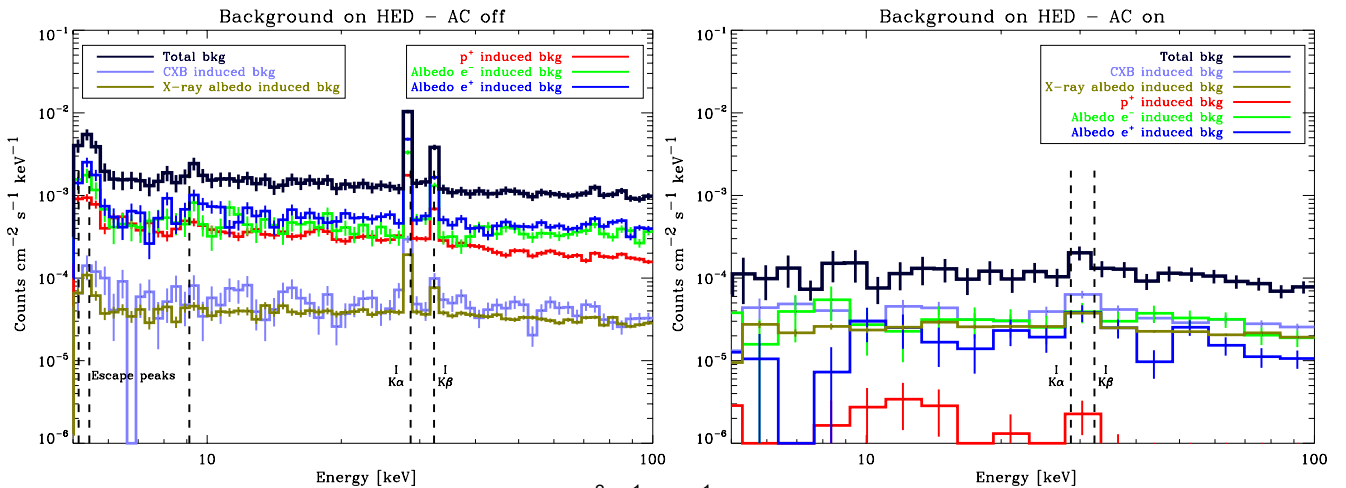 Background on HED – AC off
Total bkg
CXB induced bkg
X-ray albedo induced bkg
p⁺ induced bkg
Albedo e⁻ induced bkg
Albedo e⁺ induced bkg
10⁻¹
10⁻²
10⁻³
10⁻⁴
10⁻⁵
10⁻⁶
Counts cm⁻² s⁻¹ keV⁻¹
Escape peaks
I
Kα
I
Kβ
10
100
Energy [keV]
Background on HED – AC on
Total bkg
CXB induced bkg
X-ray albedo induced bkg
p⁺ induced bkg
Albedo e⁻ induced bkg
Albedo e⁺ induced bkg
10⁻¹
10⁻²
10⁻³
10⁻⁴
10⁻⁵
10⁻⁶
Counts cm⁻² s⁻¹ keV⁻¹
I
Kα
I
Kβ
10
100
Energy [keV]